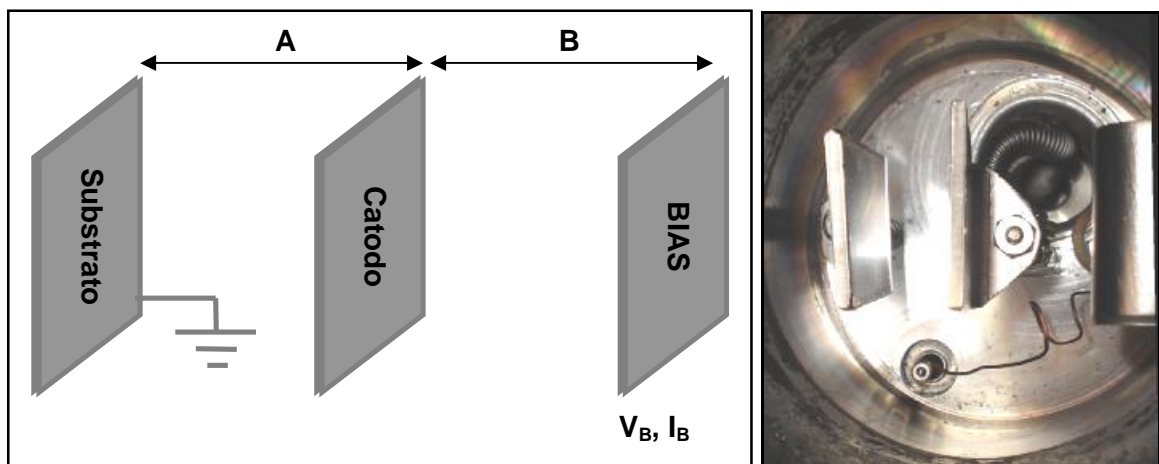 A
B
Substrato
Catodo
BIAS
V_B, I_B